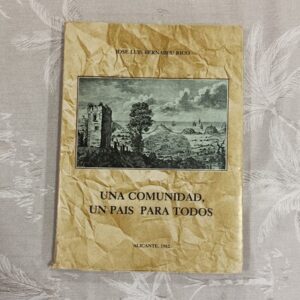 JOSE LUIS BERNABEU RICO
UNA COMUNIDAD,
UN PAIS PARA TODOS
ALICANTE, 1982